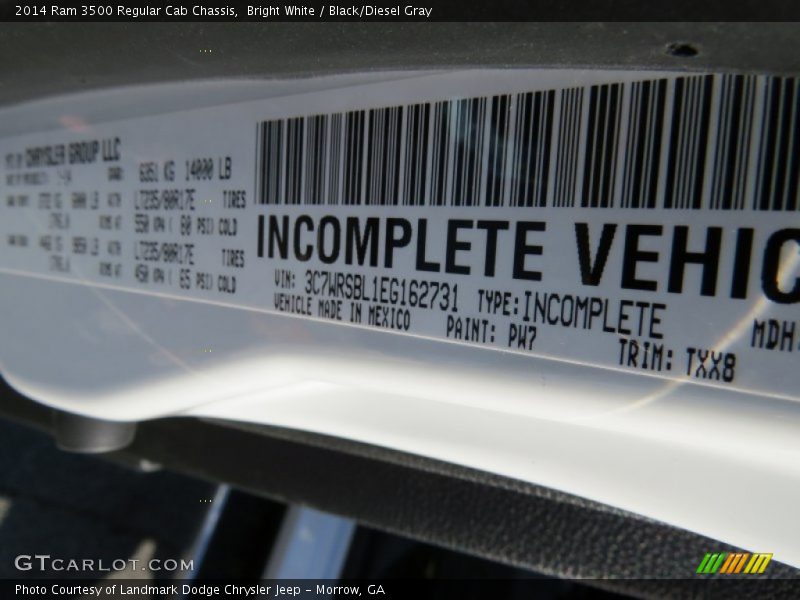 2014 Ram 3500 Regular Cab Chassis, Bright White / Black/Diesel Gray
CHRYSLER GROUP LLC
6351 KG 14000 LB
LT235/80R17E TIRES
550 KPA ( 80 PSI) COLD
LT235/80R17E TIRES
450 KPA ( 65 PSI) COLD
INCOMPLETE VEHIC
VIN: 3C7WRSBL1EG162731 TYPE: INCOMPLETE
VEHICLE MADE IN MEXICO PAINT: PW7 MDH:
TRIM: TXX8
GTCARLOT.COM
Photo Courtesy of Landmark Dodge Chrysler Jeep - Morrow, GA